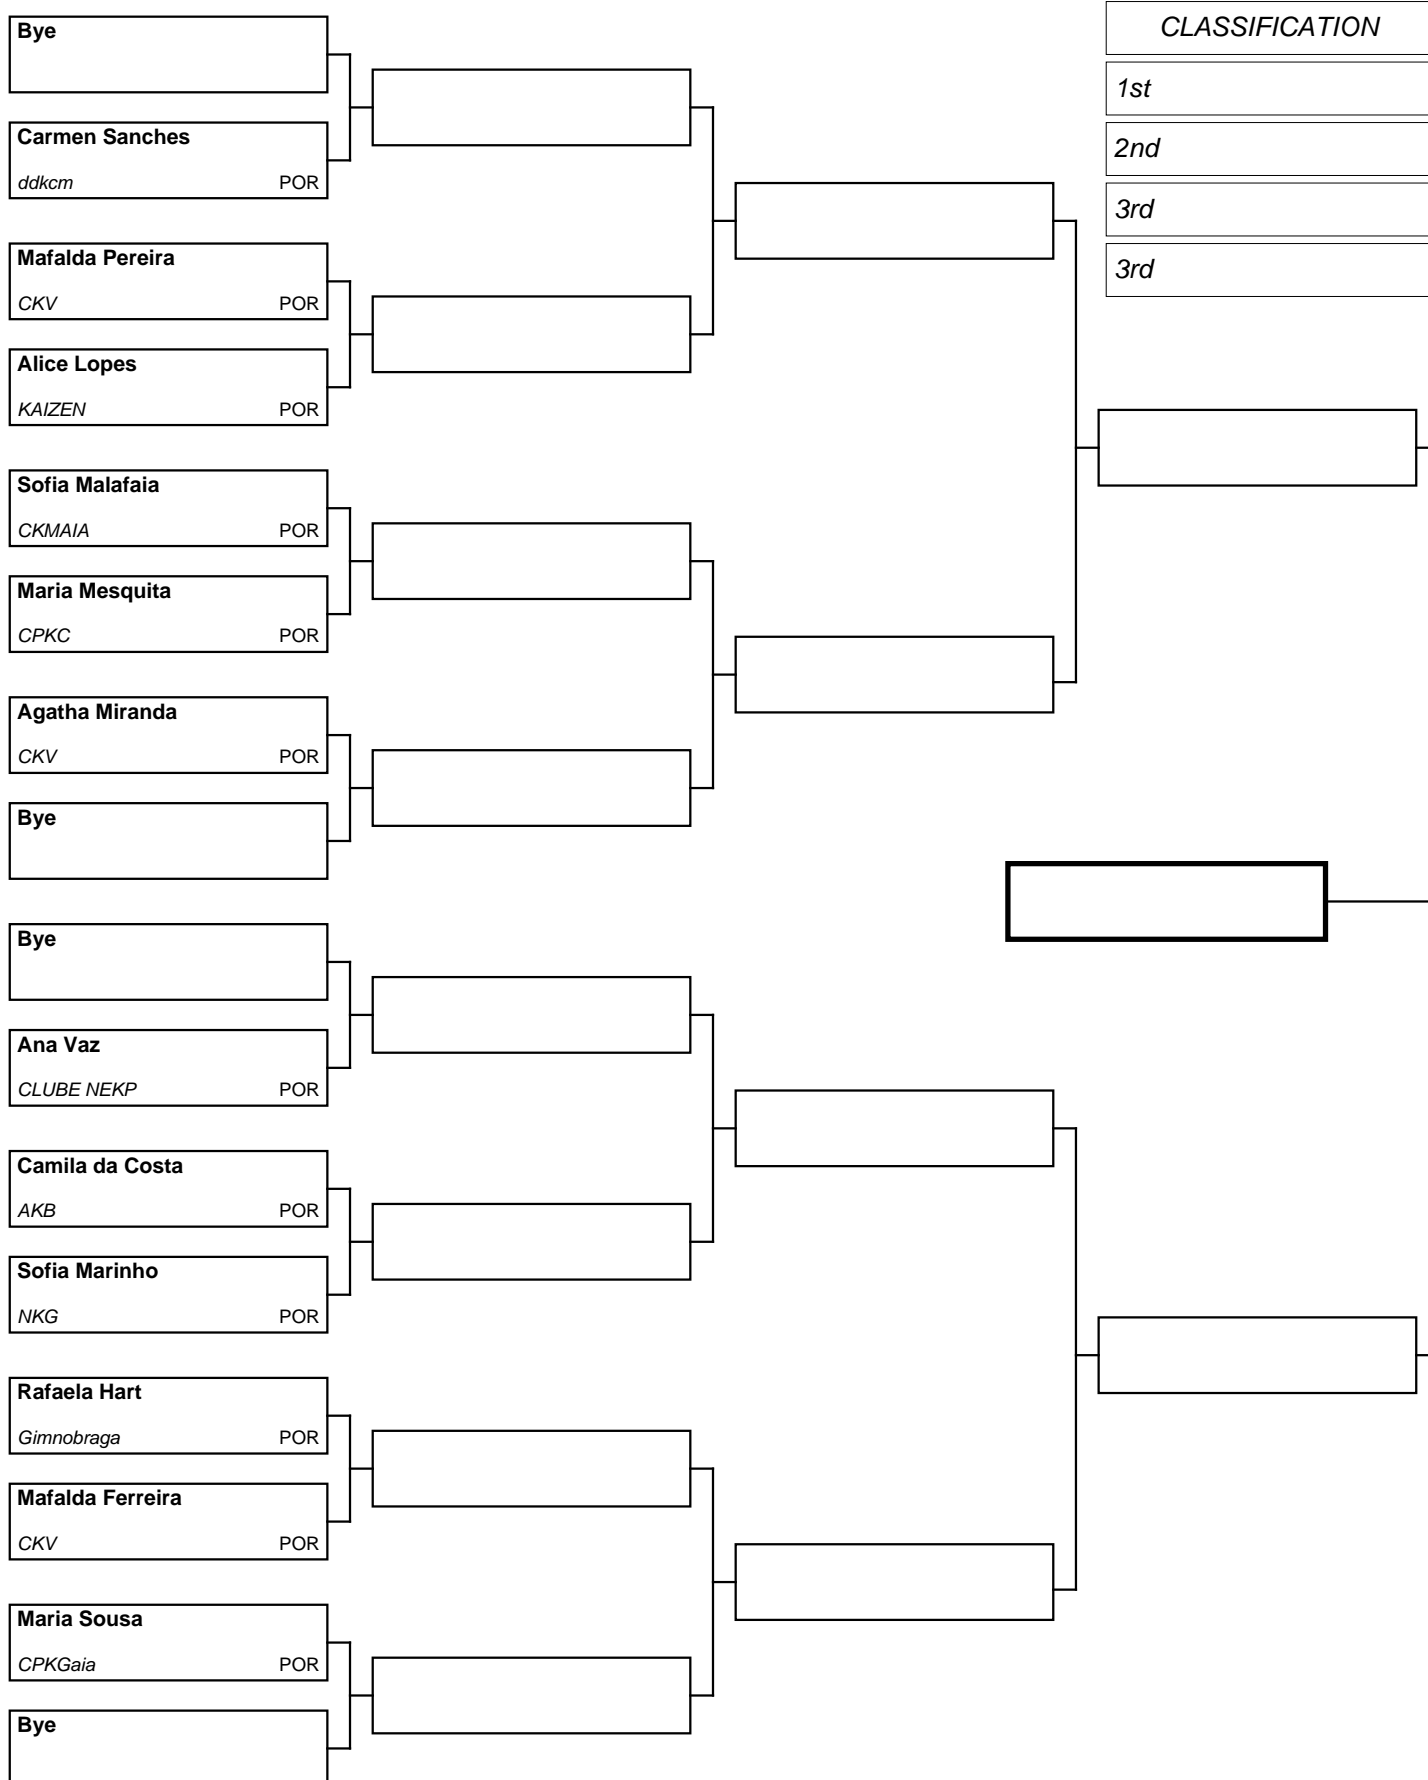 Bye
Carmen Sanches
ddkcm POR
Mafalda Pereira
CKV POR
Alice Lopes
KAIZEN POR
Sofia Malafaia
CKMAIA POR
Maria Mesquita
CPKC POR
Agatha Miranda
CKV POR
Bye
Bye
Ana Vaz
CLUBE NEKP POR
Camila da Costa
AKB POR
Sofia Marinho
NKG POR
Rafaela Hart
Gimnobraga POR
Mafalda Ferreira
CKV POR
Maria Sousa
CPKGaia POR
Bye
CLASSIFICATION
1st
2nd
3rd
3rd